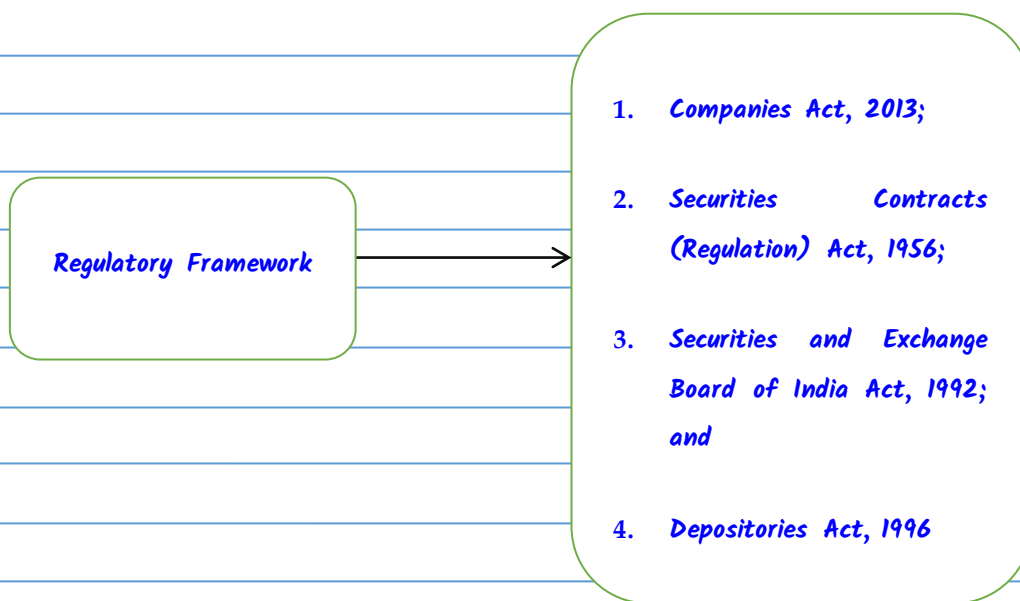 Regulatory Framework
1. Companies Act, 2013;
2. Securities Contracts
(Regulation) Act, 1956;
3. Securities and Exchange
Board of India Act, 1992;
and
4. Depositories Act, 1996